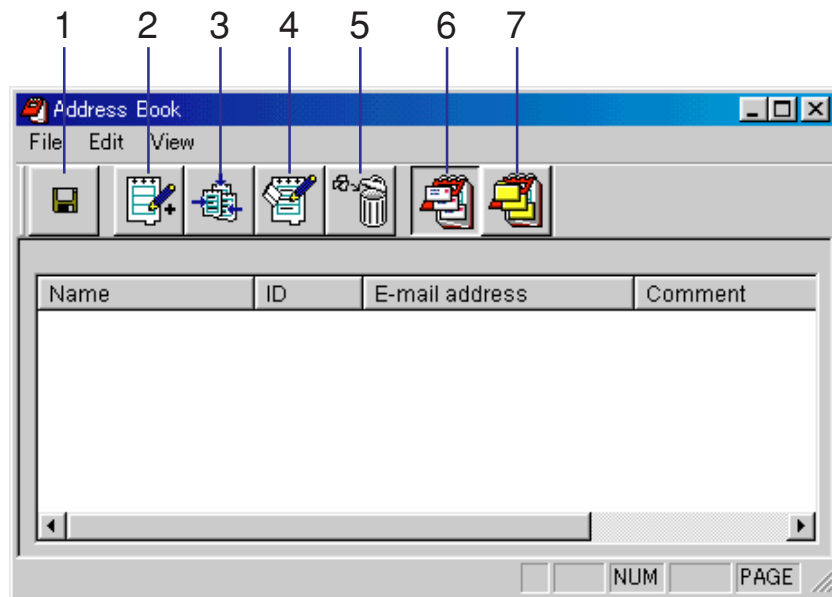 1 2 3 4 5 6 7
Address Book
File Edit View
Name ID E-mail address Comment
NUM PAGE